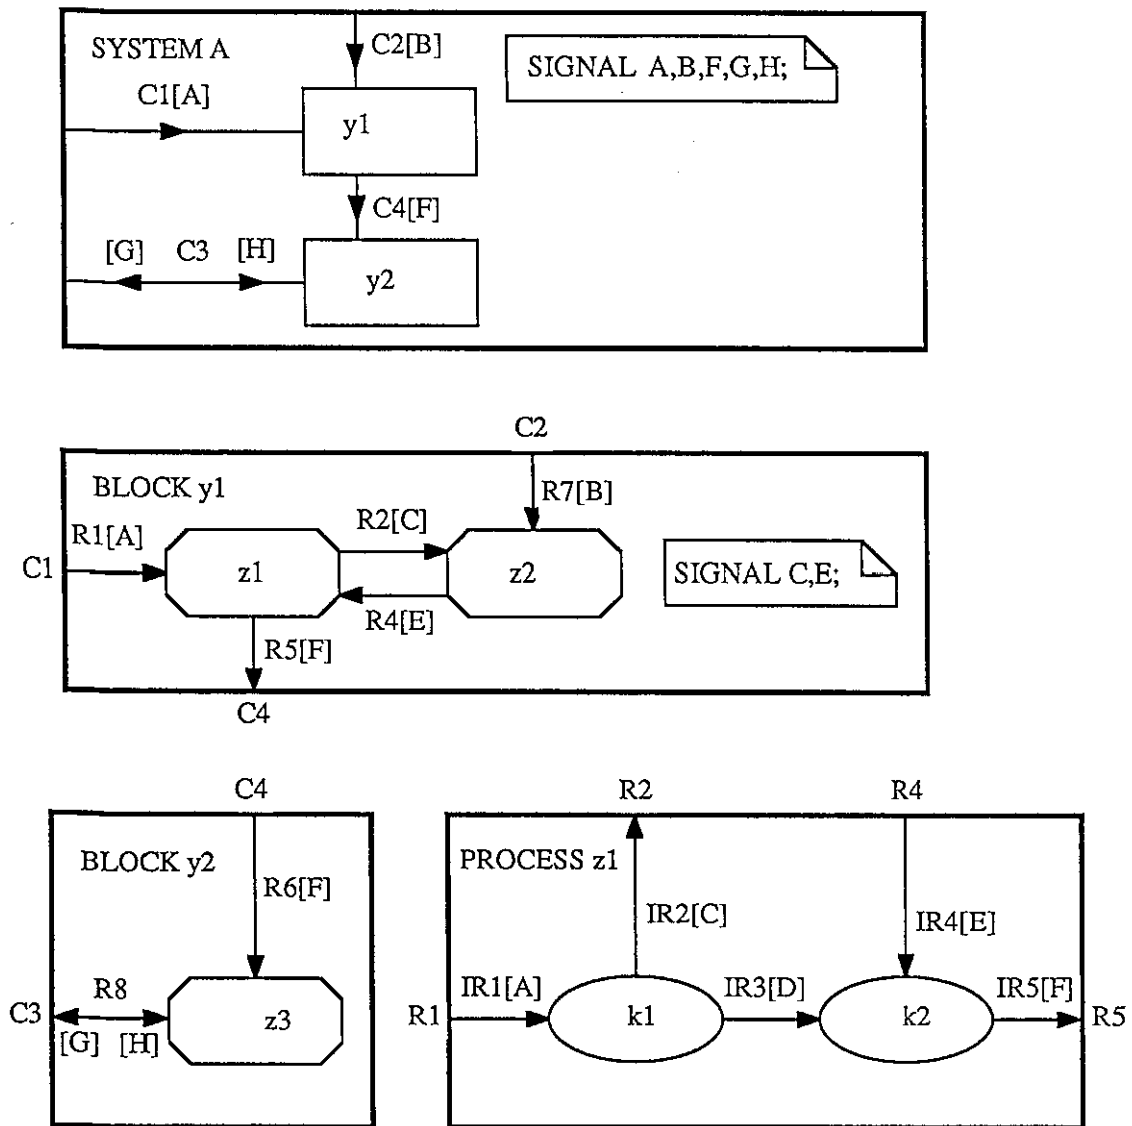 SYSTEM A
C2[B]
SIGNAL A,B,F,G,H;
C1[A]
y1
C4[F]
[G] C3 [H]
y2
C2
BLOCK y1
R7[B]
R1[A]
R2[C]
C1
z1
z2
SIGNAL C,E;
R4[E]
R5[F]
C4
C4
BLOCK y2
R6[F]
R8
C3
z3
[G] [H]
R2
R4
PROCESS z1
IR2[C]
IR4[E]
IR1[A]
IR3[D]
IR5[F]
R1
k1
k2
R5